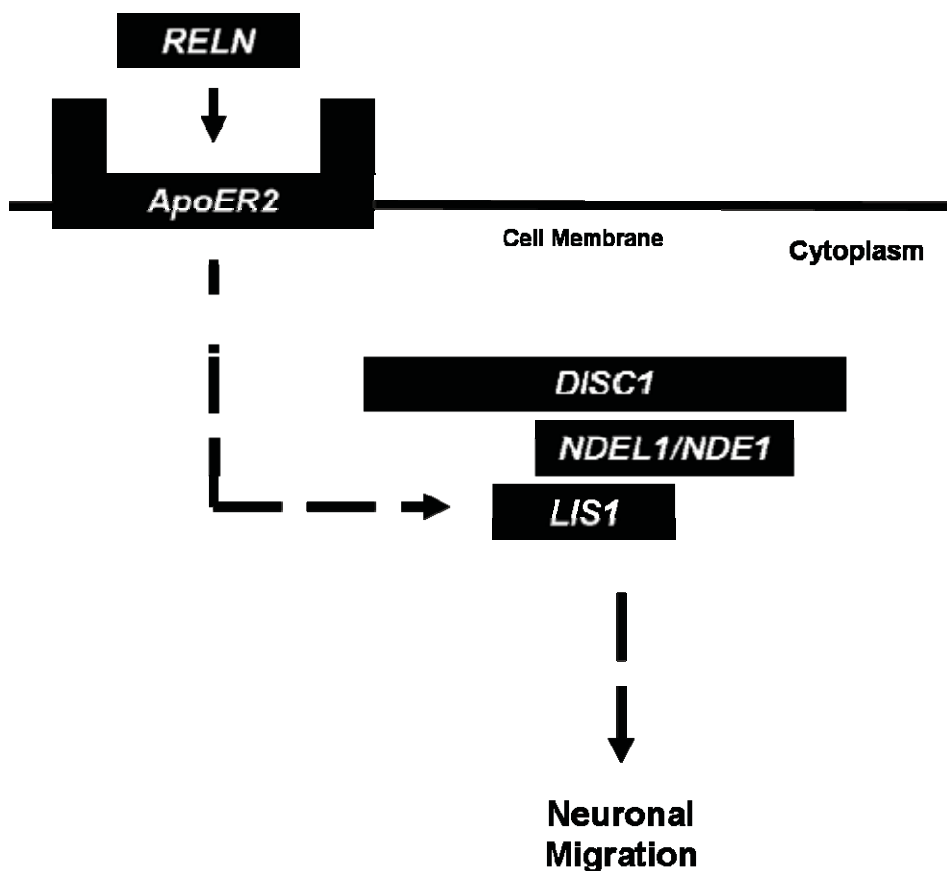 RELN
ApoER2
Cell Membrane
Cytoplasm
DISC1
NDEL1/NDE1
LIS1
Neuronal
Migration